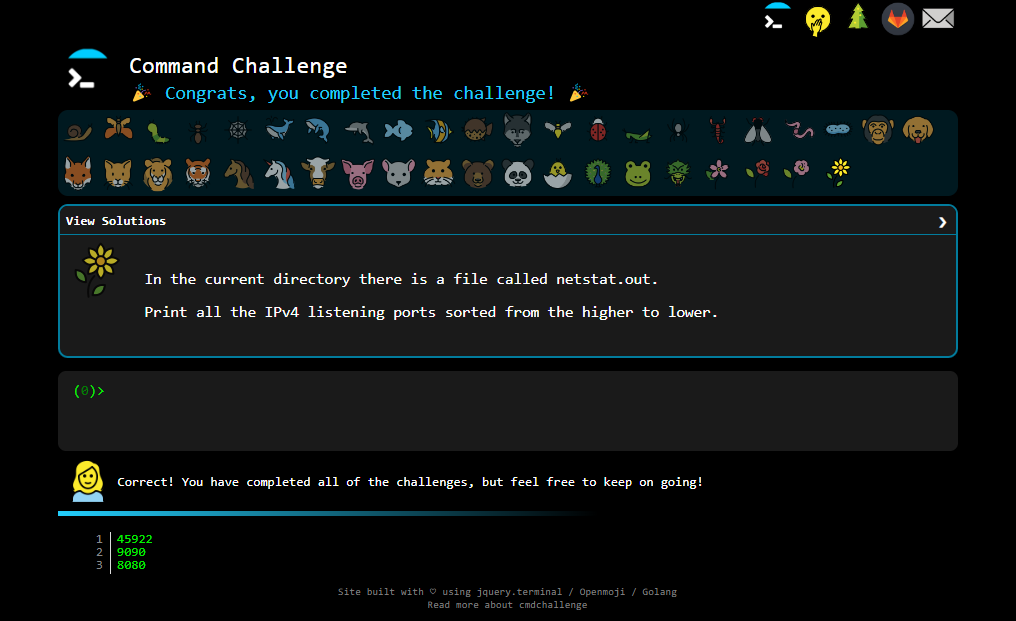 Command Challenge
🎉 Congrats, you completed the challenge! 🎉
View Solutions ❯
In the current directory there is a file called netstat.out.
Print all the IPv4 listening ports sorted from the higher to lower.
(0)>
Correct! You have completed all of the challenges, but feel free to keep on going!
1 45922
2 9090
3 8080
Site built with ♡ using jquery.terminal / Openmoji / Golang
Read more about cmdchallenge